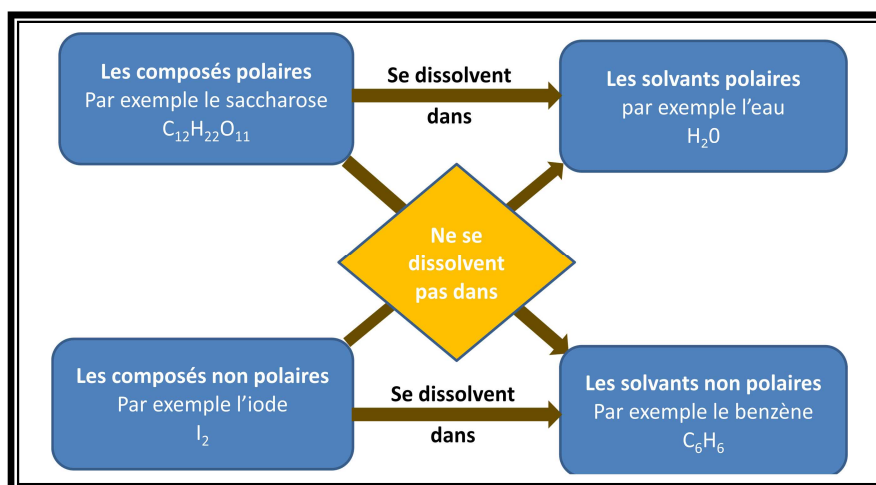 Les composés polaires
Par exemple le saccharose
C₁₂H₂₂O₁₁
Se dissolvent
dans
Les solvants polaires
par exemple l'eau
H₂0
Ne se
dissolvent
pas dans
Les composés non polaires
Par exemple l'iode
I₂
Se dissolvent
dans
Les solvants non polaires
Par exemple le benzène
C₆H₆